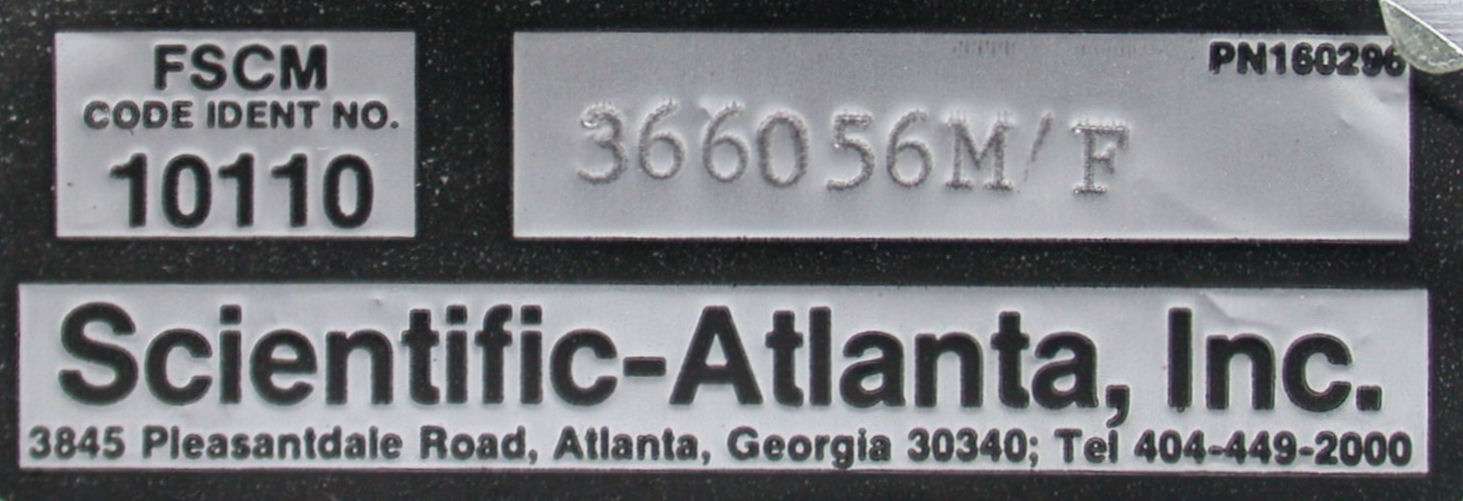 FSCM
CODE IDENT NO.
10110
PN160296
366056M/F
Scientific-Atlanta, Inc.
3845 Pleasantdale Road, Atlanta, Georgia 30340; Tel 404-449-2000